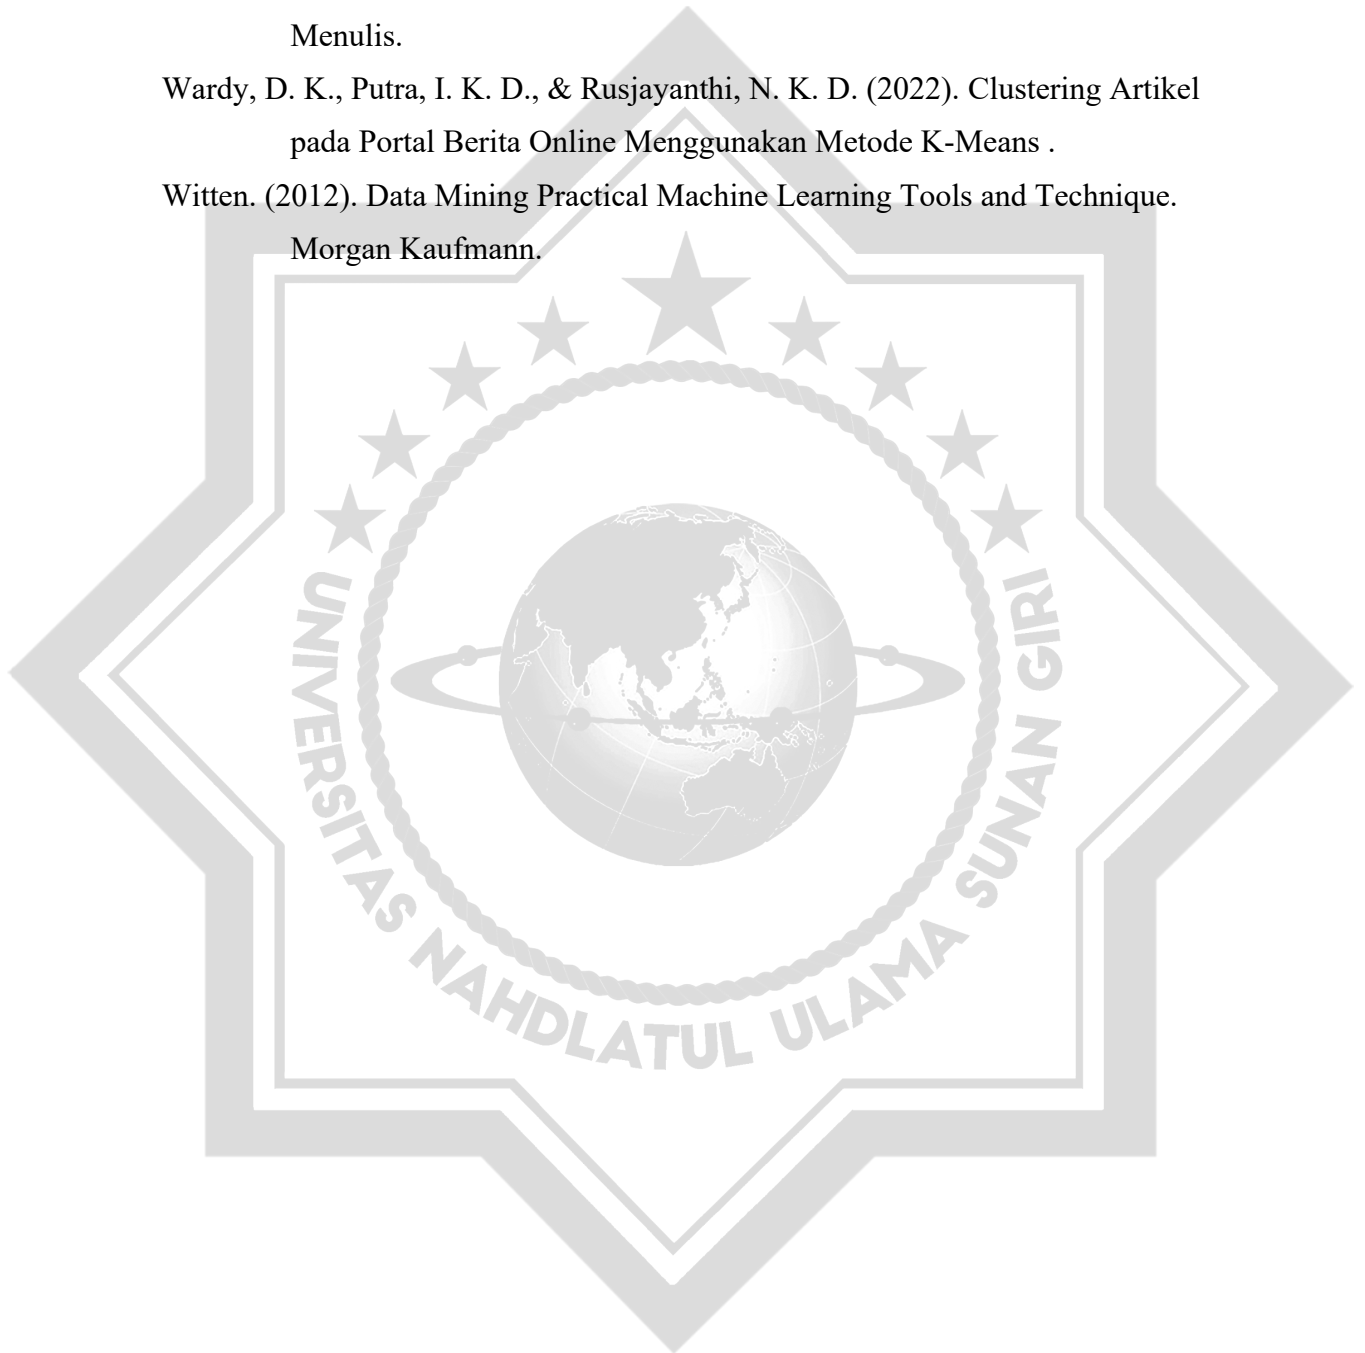 Menulis.
Wardy, D. K., Putra, I. K. D., & Rusjayanthi, N. K. D. (2022). Clustering Artikel
pada Portal Berita Online Menggunakan Metode K-Means .
Witten. (2012). Data Mining Practical Machine Learning Tools and Technique.
Morgan Kaufmann.
UNIVERSITAS NAHDLATUL ULAMA SUNAN GIRI